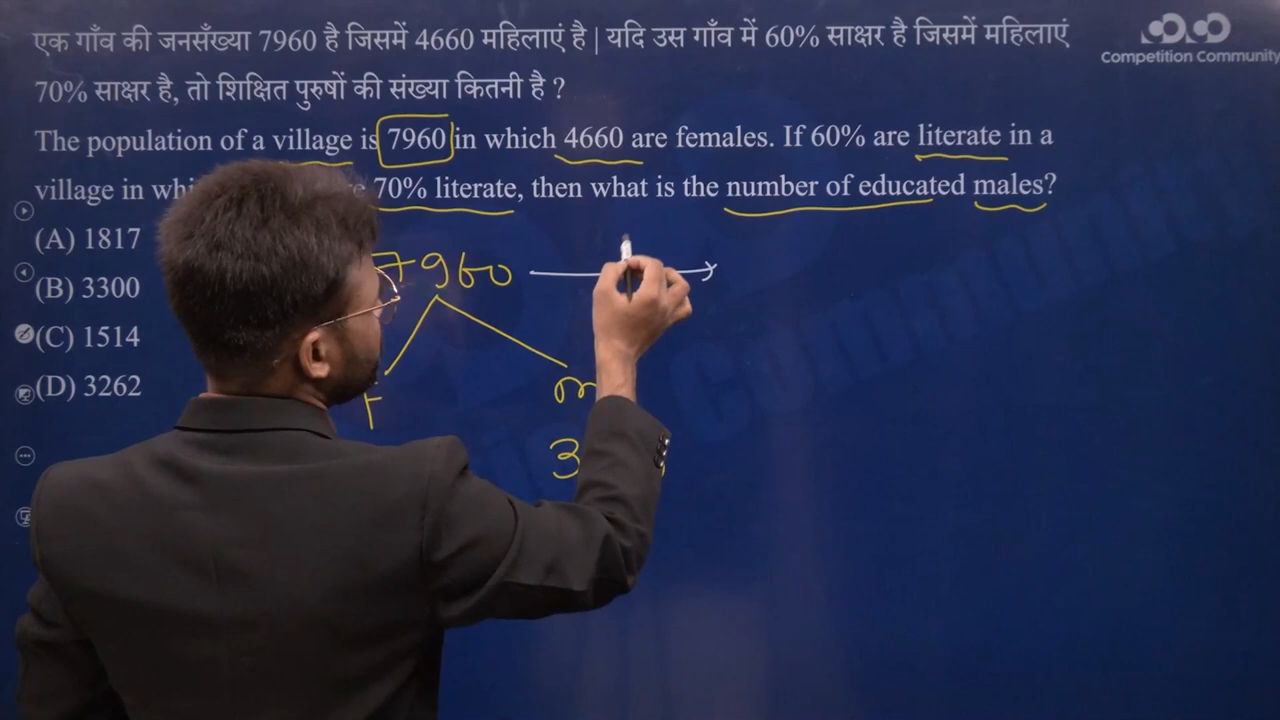 एक गाँव की जनसँख्या 7960 है जिसमें 4660 महिलाएं है | यदि उस गाँव में 60% साक्षर है जिसमें महिलाएं
70% साक्षर है, तो शिक्षित पुरुषों की संख्या कितनी है ?
The population of a village is 7960 in which 4660 are females. If 60% are literate in a
village in 70% literate, then what is the number of educated males?
(A) 1817
(B) 3300
(C) 1514
(D) 3262
Competition Community
7960
F m
3